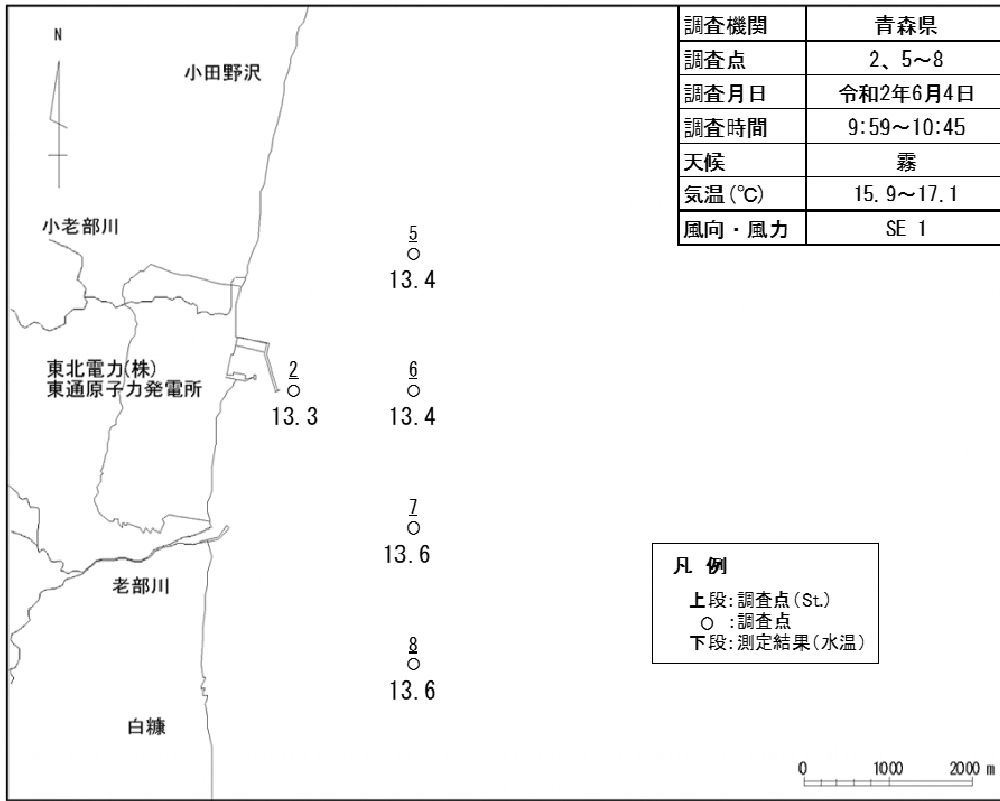 N
小田野沢
調査機関 青森県
調査点 2、5～8
調査月日 令和2年6月4日
調査時間 9:59～10:45
天候 霧
気温(℃) 15.9～17.1
風向・風力 SE 1
小老部川
5
13.4
東北電力(株)
東通原子力発電所
2
13.3
6
13.4
7
13.6
老部川
8
13.6
白糠
凡 例
上段:調査点(St.)
○ :調査点
下段:測定結果(水温)
0 1000 2000 m